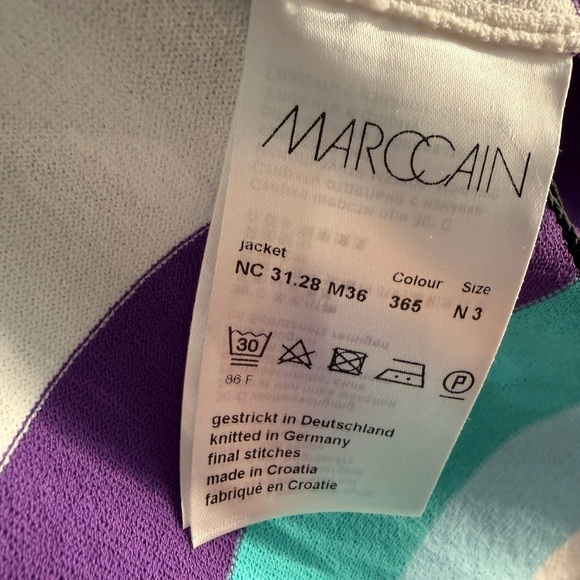 MARCCAIN
jacket Colour Size
NC 31.28 M36 365 N 3
30
P
86 F
gestrickt in Deutschland
knitted in Germany
final stitches
made in Croatia
fabriqué en Croatie